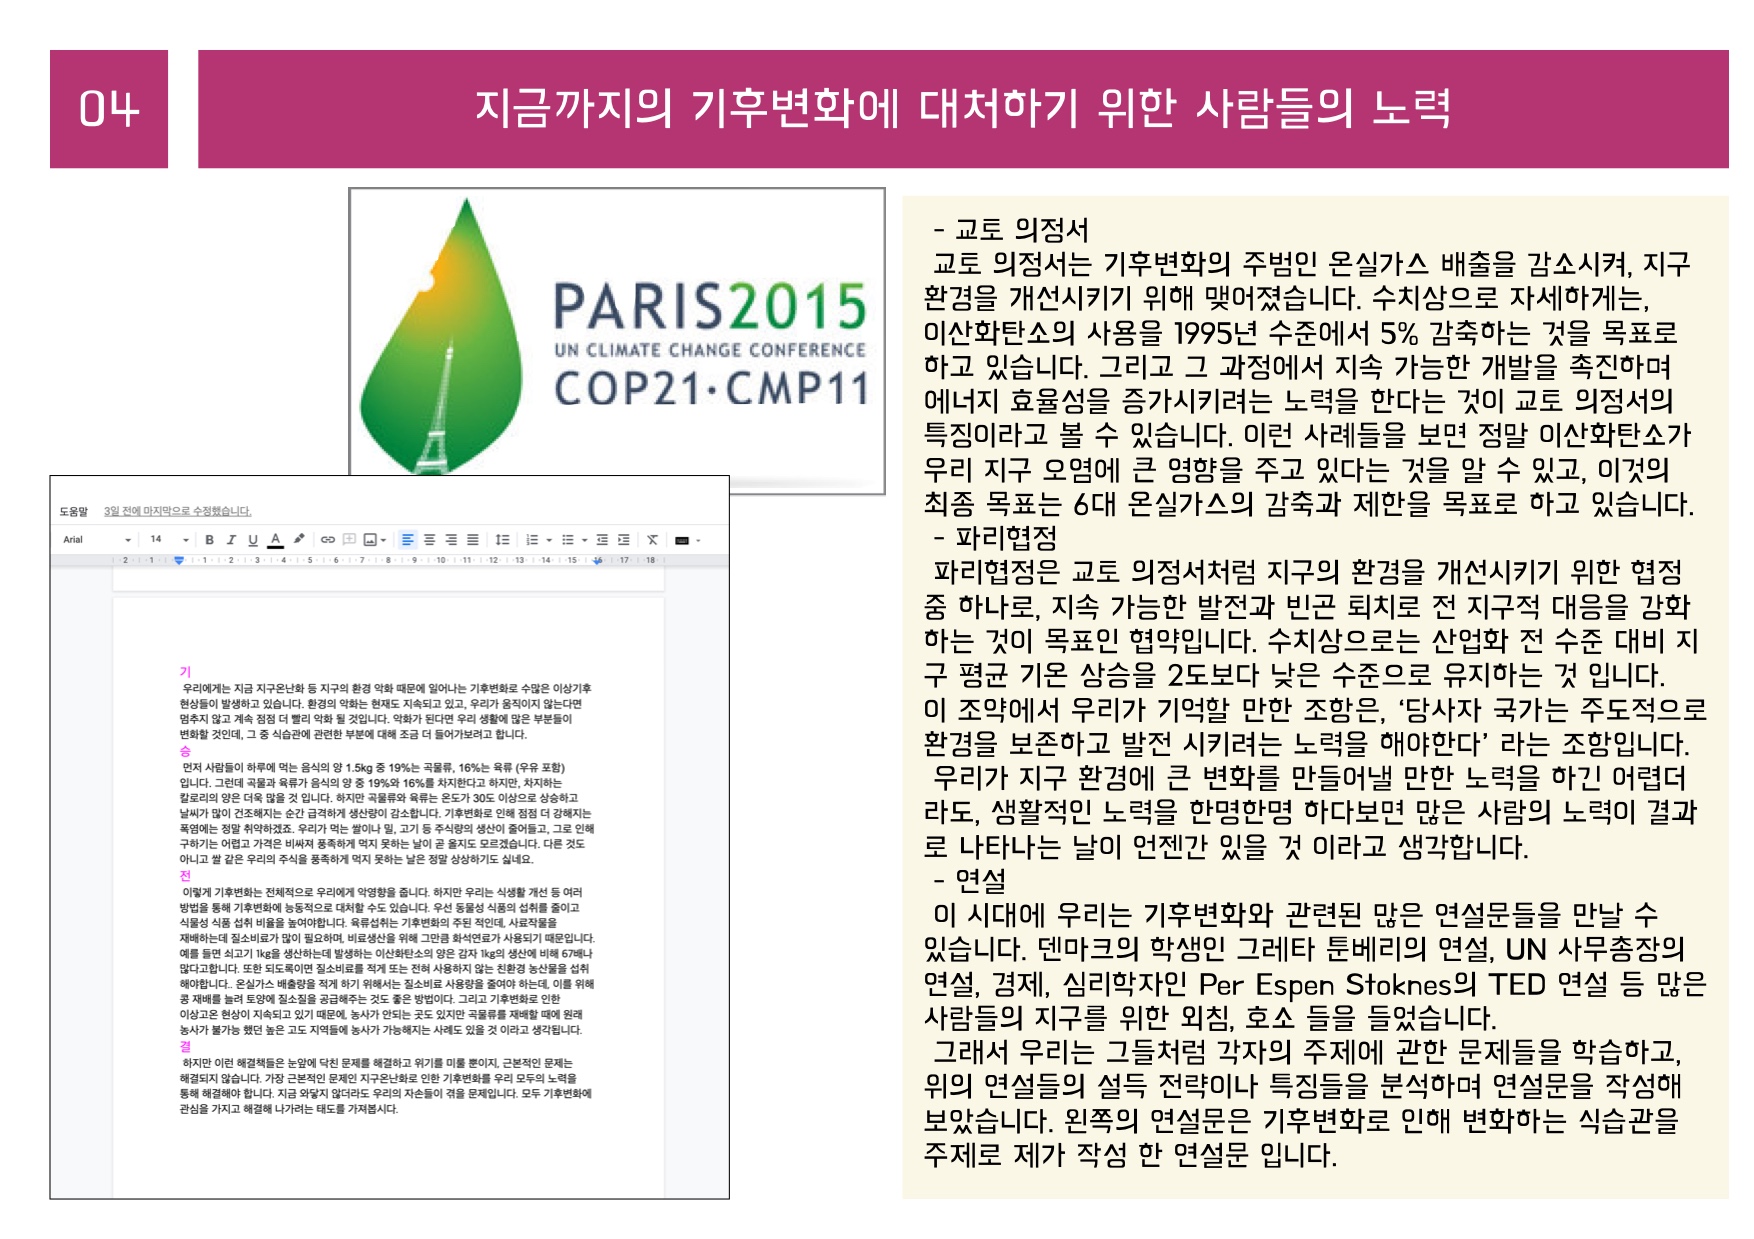 04
지금까지의 기후변화에 대처하기 위한 사람들의 노력
PARIS2015
UN CLIMATE CHANGE CONFERENCE
COP21·CMP11
도움말 3일 전에 마지막으로 수정했습니다.
Arial 14 B I U A
2 1 1 2 3 4 5 6 7 8 9 10 11 12 13 14 15 16 17 18
기
우리에게는 지금 지구온난화 등 지구의 환경 악화 때문에 일어나는 기후변화로 수많은 이상기후
현상들이 발생하고 있습니다. 환경의 악화는 현재도 지속되고 있고, 우리가 움직이지 않는다면
멈추지 않고 계속 점점 더 빨리 악화 될 것입니다. 악화가 된다면 우리 생활에 많은 부분들이
변화할 것인데, 그 중 식습관에 관련한 부분에 대해 조금 더 들어가보려고 합니다.
승
먼저 사람들이 하루에 먹는 음식의 양 1.5kg 중 19%는 곡물류, 16%는 육류 (우유 포함)
입니다. 그런데 곡물과 육류가 음식의 양 중 19%와 16%를 차지한다고 하지만, 차지하는
칼로리의 양은 더욱 많을 것 입니다. 하지만 곡물류와 육류는 온도가 30도 이상으로 상승하고
날씨가 많이 건조해지는 순간 급격하게 생산량이 감소합니다. 기후변화로 인해 점점 더 강해지는
폭염에는 정말 취약하겠죠. 우리가 먹는 쌀이나 밀, 고기 등 주식량의 생산이 줄어들고, 그로 인해
구하기는 어렵고 가격은 비싸져 풍족하게 먹지 못하는 날이 곧 올지도 모르겠습니다. 다른 것도
아니고 쌀 같은 우리의 주식을 풍족하게 먹지 못하는 날은 정말 상상하기도 싫네요.
전
이렇게 기후변화는 전체적으로 우리에게 악영향을 줍니다. 하지만 우리는 식생활 개선 등 여러
방법을 통해 기후변화에 능동적으로 대처할 수도 있습니다. 우선 동물성 식품의 섭취를 줄이고
식물성 식품 섭취 비율을 높여야합니다. 육류섭취는 기후변화의 주된 적인데, 사료작물을
재배하는데 질소비료가 많이 필요하며, 비료생산을 위해 그만큼 화석연료가 사용되기 때문입니다.
예를 들면 쇠고기 1kg을 생산하는데 발생하는 이산화탄소의 양은 감자 1kg의 생산에 비해 67배나
많다고합니다. 또한 되도록이면 질소비료를 적게 또는 전혀 사용하지 않는 친환경 농산물을 섭취
해야합니다.. 온실가스 배출량을 적게 하기 위해서는 질소비료 사용량을 줄여야 하는데, 이를 위해
콩 재배를 늘려 토양에 질소질을 공급해주는 것도 좋은 방법이다. 그리고 기후변화로 인한
이상고온 현상이 지속되고 있기 때문에, 농사가 안되는 곳도 있지만 곡물류를 재배할 때에 원래
농사가 불가능 했던 높은 고도 지역들에 농사가 가능해지는 사례도 있을 것 이라고 생각됩니다.
결
하지만 이런 해결책들은 눈앞에 닥친 문제를 해결하고 위기를 미룰 뿐이지, 근본적인 문제는
해결되지 않습니다. 가장 근본적인 문제인 지구온난화로 인한 기후변화를 우리 모두의 노력을
통해 해결해야 합니다. 지금 와닿지 않더라도 우리의 자손들이 겪을 문제입니다. 모두 기후변화에
관심을 가지고 해결해 나가려는 태도를 가져봅시다.
- 교토 의정서
교토 의정서는 기후변화의 주범인 온실가스 배출을 감소시켜, 지구
환경을 개선시키기 위해 맺어졌습니다. 수치상으로 자세하게는,
이산화탄소의 사용을 1995년 수준에서 5% 감축하는 것을 목표로
하고 있습니다. 그리고 그 과정에서 지속 가능한 개발을 촉진하며
에너지 효율성을 증가시키려는 노력을 한다는 것이 교토 의정서의
특징이라고 볼 수 있습니다. 이런 사례들을 보면 정말 이산화탄소가
우리 지구 오염에 큰 영향을 주고 있다는 것을 알 수 있고, 이것의
최종 목표는 6대 온실가스의 감축과 제한을 목표로 하고 있습니다.
- 파리협정
파리협정은 교토 의정서처럼 지구의 환경을 개선시키기 위한 협정
중 하나로, 지속 가능한 발전과 빈곤 퇴치로 전 지구적 대응을 강화
하는 것이 목표인 협약입니다. 수치상으로는 산업화 전 수준 대비 지
구 평균 기온 상승을 2도보다 낮은 수준으로 유지하는 것 입니다.
이 조약에서 우리가 기억할 만한 조항은, ‘당사자 국가는 주도적으로
환경을 보존하고 발전 시키려는 노력을 해야한다’ 라는 조항입니다.
우리가 지구 환경에 큰 변화를 만들어낼 만한 노력을 하긴 어렵더
라도, 생활적인 노력을 한명한명 하다보면 많은 사람의 노력이 결과
로 나타나는 날이 언젠간 있을 것 이라고 생각합니다.
- 연설
이 시대에 우리는 기후변화와 관련된 많은 연설문들을 만날 수
있습니다. 덴마크의 학생인 그레타 툰베리의 연설, UN 사무총장의
연설, 경제, 심리학자인 Per Espen Stoknes의 TED 연설 등 많은
사람들의 지구를 위한 외침, 호소 들을 들었습니다.
그래서 우리는 그들처럼 각자의 주제에 관한 문제들을 학습하고,
위의 연설들의 설득 전략이나 특징들을 분석하며 연설문을 작성해
보았습니다. 왼쪽의 연설문은 기후변화로 인해 변화하는 식습관을
주제로 제가 작성 한 연설문 입니다.